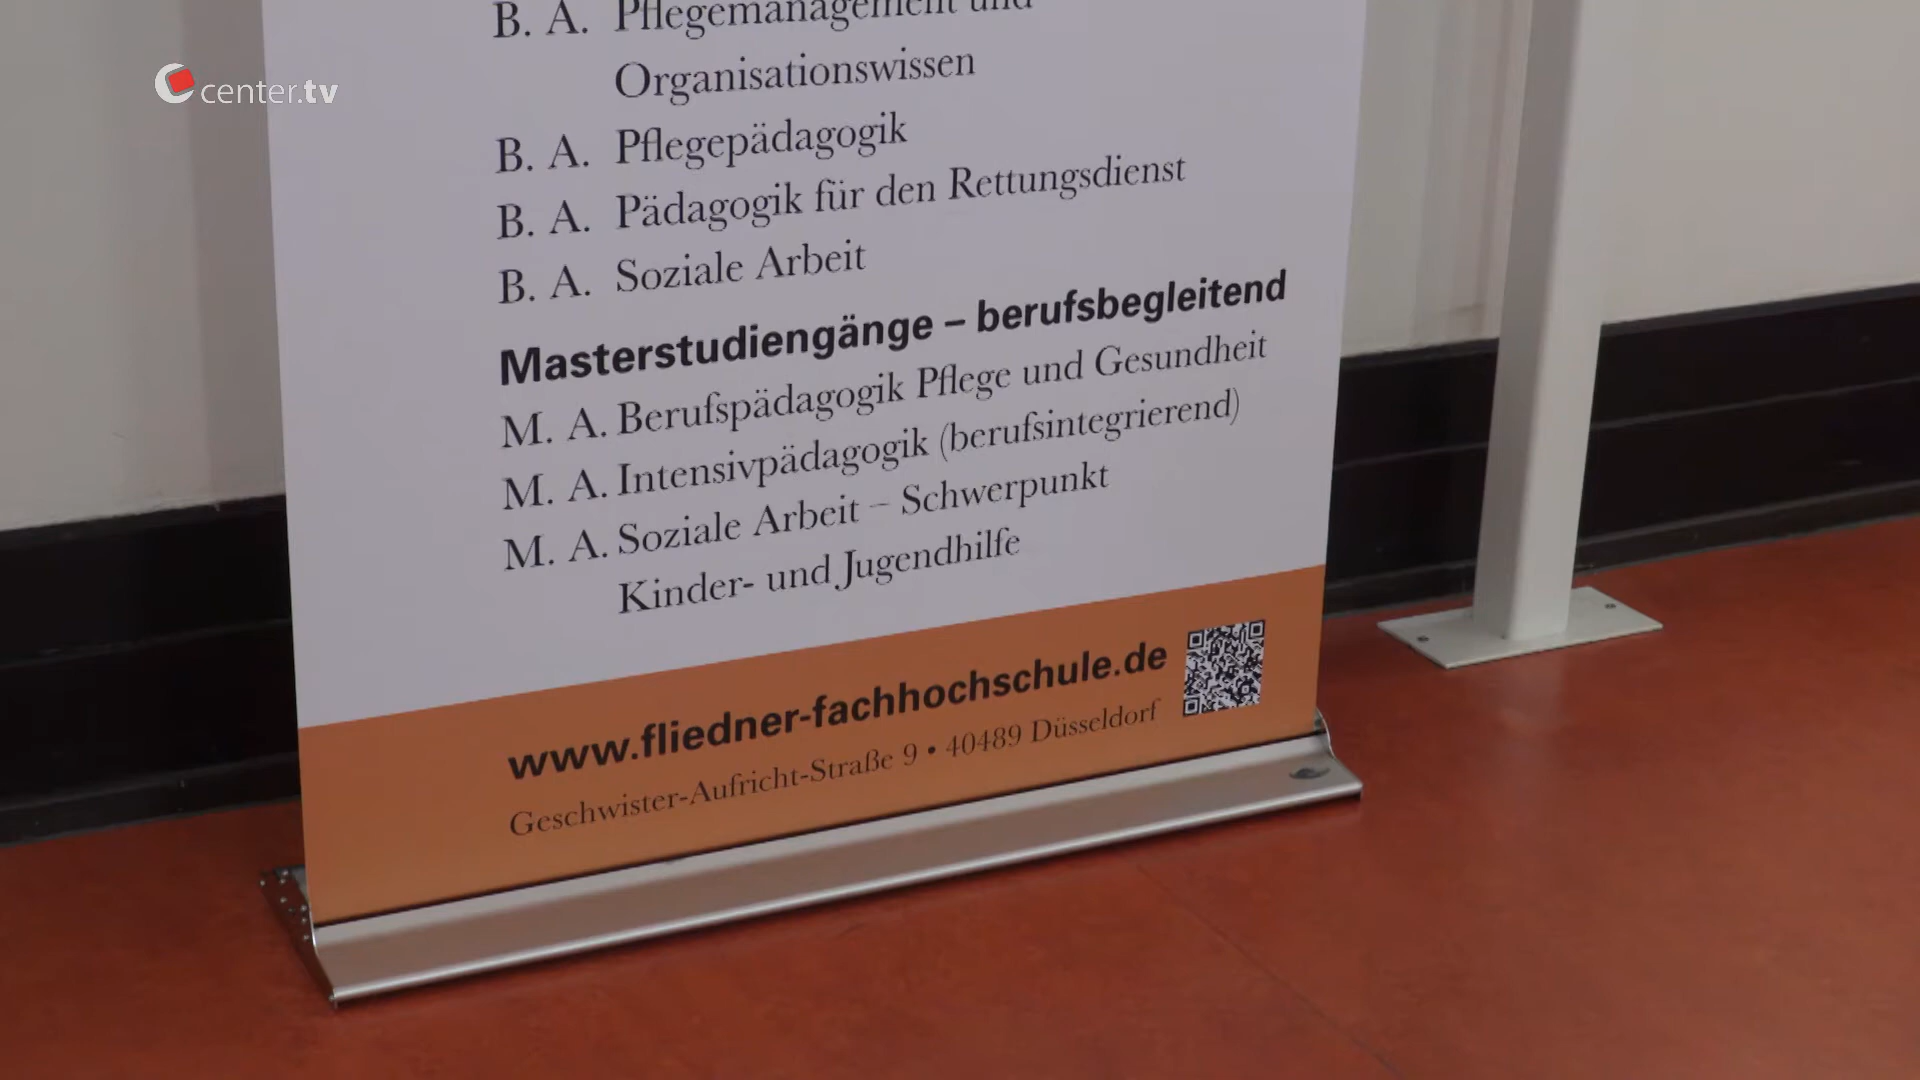 B. A. Pflegemanagement und
Organisationswissen
center.tv
B. A. Pflegepädagogik
B. A. Pädagogik für den Rettungsdienst
B. A. Soziale Arbeit
Masterstudiengänge – berufsbegleitend
M. A. Berufspädagogik Pflege und Gesundheit
M. A. Intensivpädagogik (berufsintegrierend)
M. A. Soziale Arbeit – Schwerpunkt
Kinder- und Jugendhilfe
www.fliedner-fachhochschule.de
Geschwister-Aufricht-Straße 9 • 40489 Düsseldorf